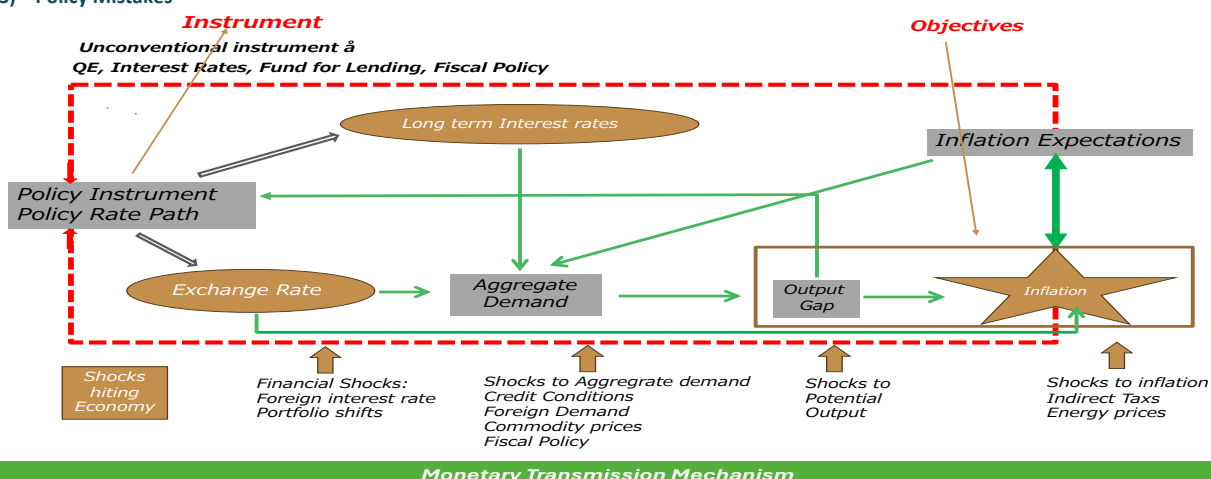 Policy Mistakes
Instrument
Objectives
Unconventional instrument å
QE, Interest Rates, Fund for Lending, Fiscal Policy
Long term Interest rates
Inflation Expectations
Policy Instrument
Policy Rate Path
Exchange Rate
Aggregate
Demand
Output
Gap
Inflation
Shocks
hiting
Economy
Financial Shocks:
Foreign interest rate
Portfolio shifts
Shocks to Aggregrate demand
Credit Conditions
Foreign Demand
Commodity prices
Fiscal Policy
Shocks to
Potential
Output
Shocks to inflation
Indirect Taxs
Energy prices
Monetary Transmission Mechanism